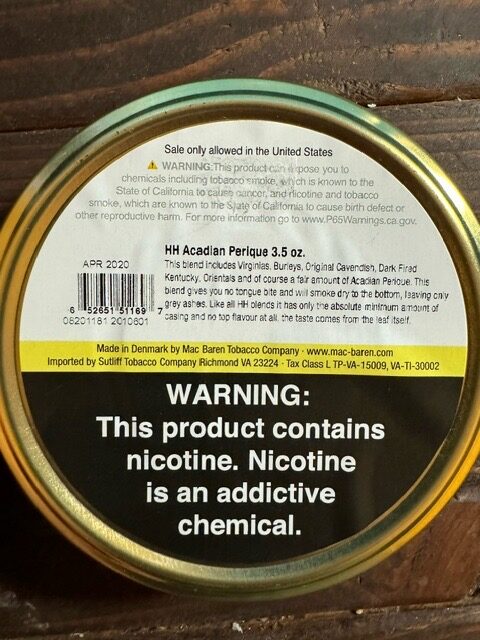 Sale only allowed in the United States
WARNING:This product can expose you to
chemicals including tobacco smoke, which is known to the
State of California to cause cancer, and nicotine and tobacco
smoke, which are known to the State of California to cause birth defect or
other reproductive harm. For more information go to www.P65Warnings.ca.gov.
HH Acadian Perique 3.5 oz.
APR 2020
This blend includes Virginias, Burleys, Original Cavendish, Dark Fired
Kentucky, Orientals and of course a fair amount of Acadian Perique. This
blend gives you no tongue bite and will smoke dry to the bottom, leaving only
grey ashes. Like all HH blends it has only the absolute minimum amount of
casing and no top flavour at all. the taste comes from the leaf itself.
6 52651 51169 7
08201181 2010601
Made in Denmark by Mac Baren Tobacco Company · www.mac-baren.com
Imported by Sutliff Tobacco Company Richmond VA 23224 · Tax Class L TP-VA-15009, VA-TI-30002
WARNING:
This product contains
nicotine. Nicotine
is an addictive
chemical.